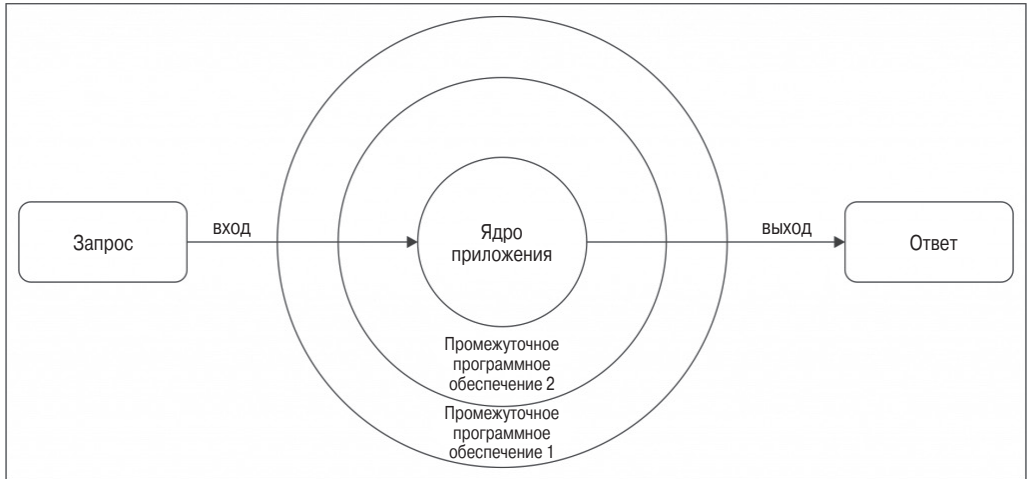 Запрос
вход
Ядро
приложения
выход
Ответ
Промежуточное
программное
обеспечение 2
Промежуточное
программное
обеспечение 1